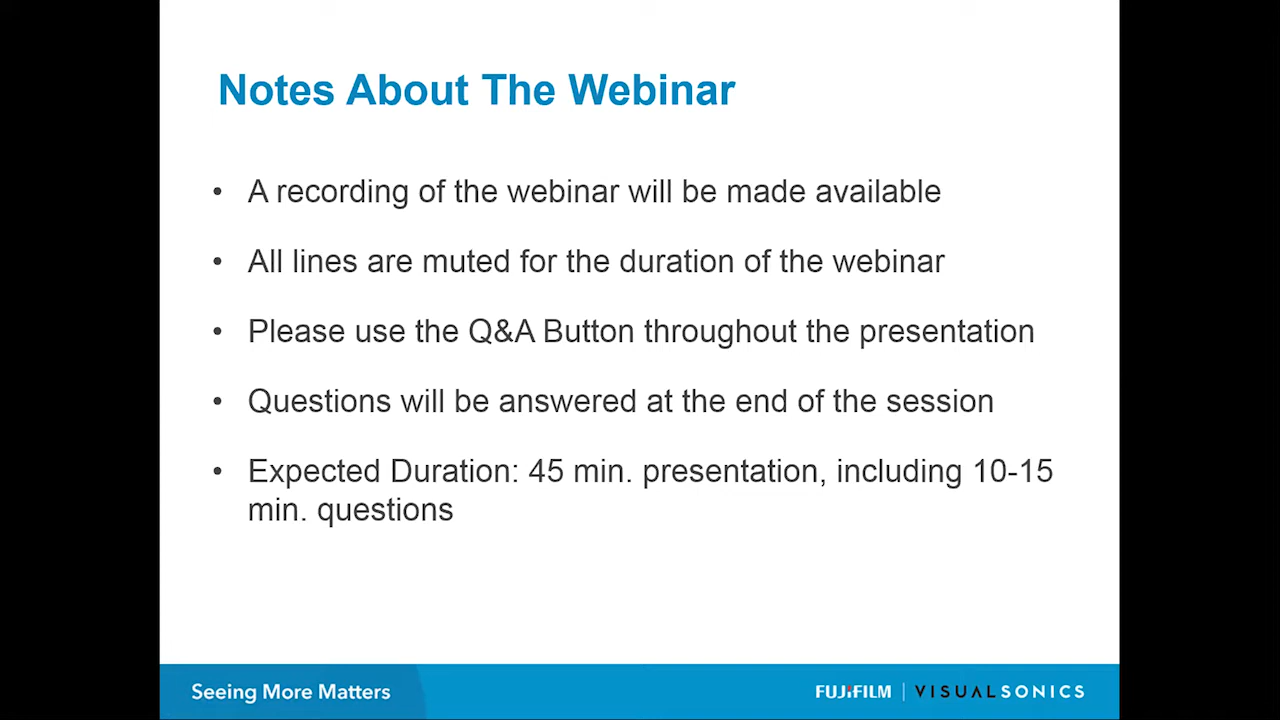 Notes About The Webinar
• A recording of the webinar will be made available
• All lines are muted for the duration of the webinar
• Please use the Q&A Button throughout the presentation
• Questions will be answered at the end of the session
• Expected Duration: 45 min. presentation, including 10-15
min. questions
Seeing More Matters
FUJIFILM | VISUALSONICS